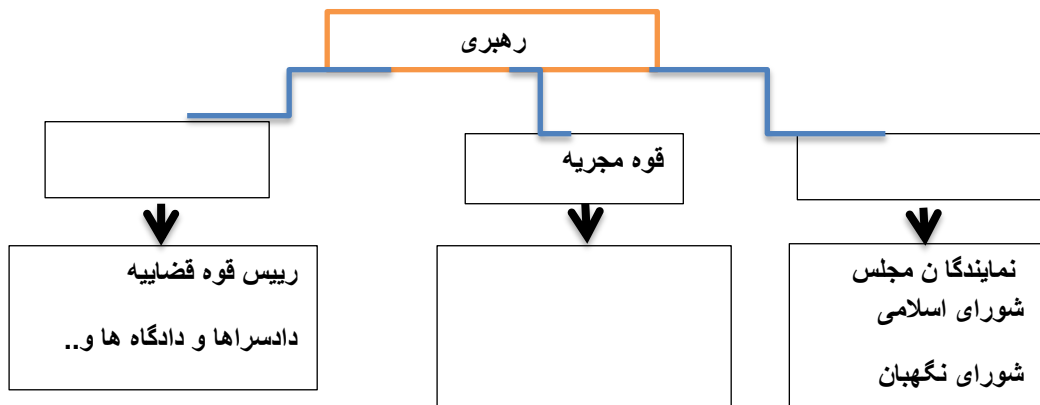 رهبری
قوه مجریه
نمایندگا ن مجلس
شورای اسلامی
شورای نگهبان
رییس قوه قضاییه
دادسراها و دادگاه ها و..